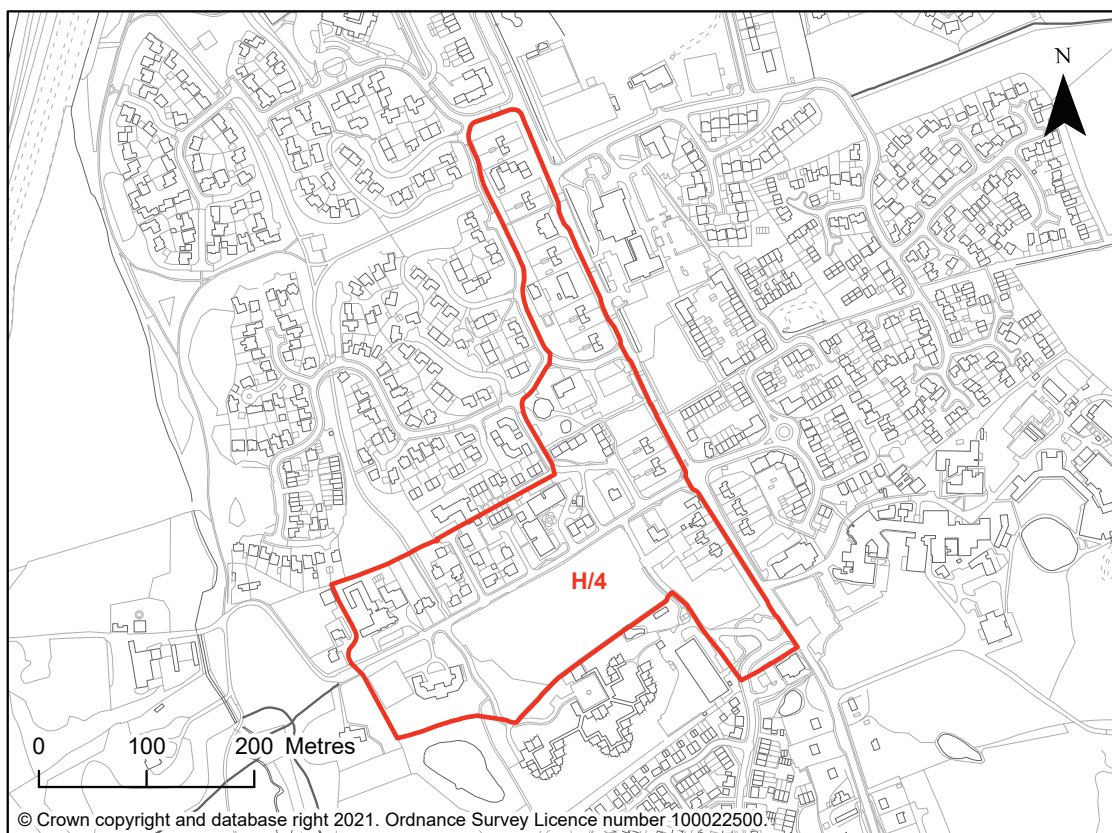 N
H/4
0 100 200 Metres
© Crown copyright and database right 2021. Ordnance Survey Licence number 100022500.